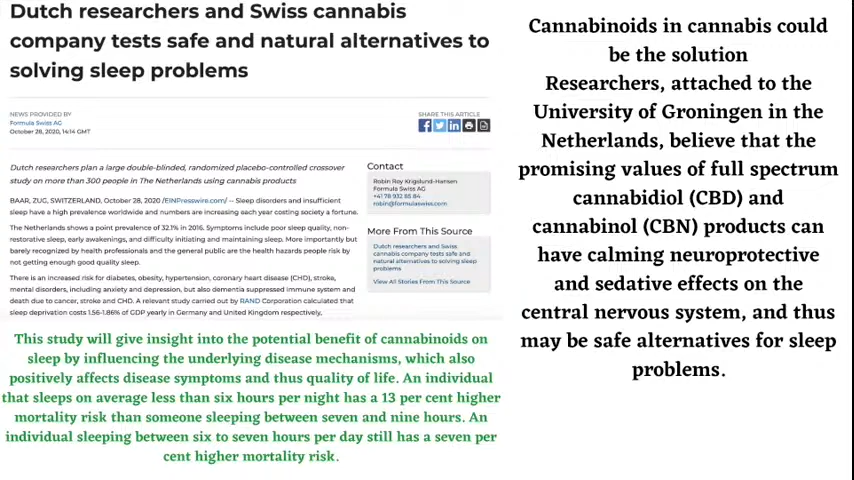 Dutch researchers and Swiss cannabis
company tests safe and natural alternatives to
solving sleep problems
NEWS PROVIDED BY
Formula Swiss AG
October 28, 2020, 14:14 GMT
SHARE THIS ARTICLE
Dutch researchers plan a large double-blinded, randomized placebo-controlled crossover
study on more than 300 people in The Netherlands using cannabis products
BAAR, ZUG, SWITZERLAND, October 28, 2020 /EINPresswire.com/ -- Sleep disorders and insufficient
sleep have a high prevalence worldwide and numbers are increasing each year costing society a fortune.
The Netherlands shows a point prevalence of 32.1% in 2016. Symptoms include poor sleep quality, non-
restorative sleep, early awakenings, and difficulty initiating and maintaining sleep. More importantly but
barely recognized by health professionals and the general public are the health hazards people risk by
not getting enough good quality sleep.
There is an increased risk for diabetes, obesity, hypertension, coronary heart disease (CHD), stroke,
mental disorders, including anxiety and depression, but also dementia suppressed immune system and
death due to cancer, stroke and CHD. A relevant study carried out by RAND Corporation calculated that
sleep deprivation costs 1.56-1.86% of GDP yearly in Germany and United Kingdom respectively,
Contact
Robin Roy Krigslund-Hansen
Formula Swiss AG
+41 78 932 85 84
robin@formulaswiss.com
More From This Source
Dutch researchers and Swiss
cannabis company tests safe and
natural alternatives to solving sleep
problems
View All Stories From This Source
This study will give insight into the potential benefit of cannabinoids on
sleep by influencing the underlying disease mechanisms, which also
positively affects disease symptoms and thus quality of life. An individual
that sleeps on average less than six hours per night has a 13 per cent higher
mortality risk than someone sleeping between seven and nine hours. An
individual sleeping between six to seven hours per day still has a seven per
cent higher mortality risk.
Cannabinoids in cannabis could
be the solution
Researchers, attached to the
University of Groningen in the
Netherlands, believe that the
promising values of full spectrum
cannabidiol (CBD) and
cannabinol (CBN) products can
have calming neuroprotective
and sedative effects on the
central nervous system, and thus
may be safe alternatives for sleep
problems.